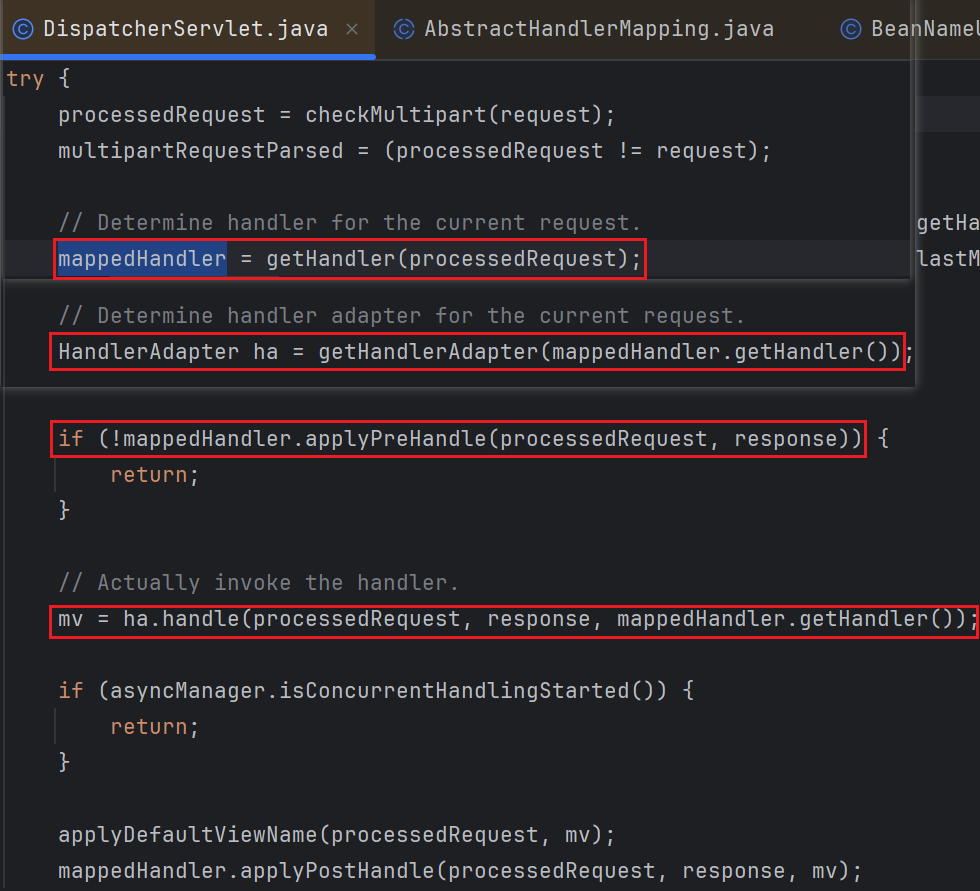 DispatcherServlet.java × AbstractHandlerMapping.java BeanNameU
try {
processedRequest = checkMultipart(request);
multipartRequestParsed = (processedRequest != request);
// Determine handler for the current request.
getHa
mappedHandler = getHandler(processedRequest);
lastM
// Determine handler adapter for the current request.
HandlerAdapter ha = getHandlerAdapter(mappedHandler.getHandler());
if (!mappedHandler.applyPreHandle(processedRequest, response)) {
return;
}
// Actually invoke the handler.
mv = ha.handle(processedRequest, response, mappedHandler.getHandler());
if (asyncManager.isConcurrentHandlingStarted()) {
return;
}
applyDefaultViewName(processedRequest, mv);
mappedHandler.applyPostHandle(processedRequest, response, mv);